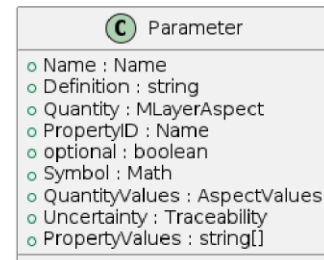 C Parameter
Name : Name
Definition : string
Quantity : MLayerAspect
PropertyID : Name
optional : boolean
Symbol : Math
QuantityValues : AspectValues
Uncertainty : Traceability
PropertyValues : string[]